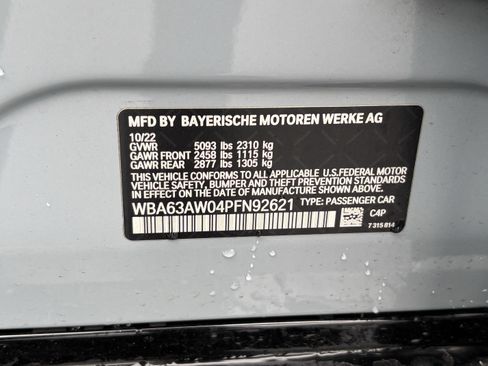 MFD BY BAYERISCHE MOTOREN WERKE AG
10/22
GVWR 5093 lbs 2310 kg
GAWR FRONT 2458 lbs 1115 kg
GAWR REAR 2877 lbs 1305 kg
THIS VEHICLE CONFORMS TO ALL APPLICABLE U.S. FEDERAL MOTOR
VEHICLE SAFETY, BUMPER, AND THEFT PREVENTION STANDARDS IN
EFFECT ON THE DATE OF MANUFACTURE SHOWN ABOVE.
WBA63AW04PFN92621 TYPE: PASSENGER CAR
C4P
7 315 814